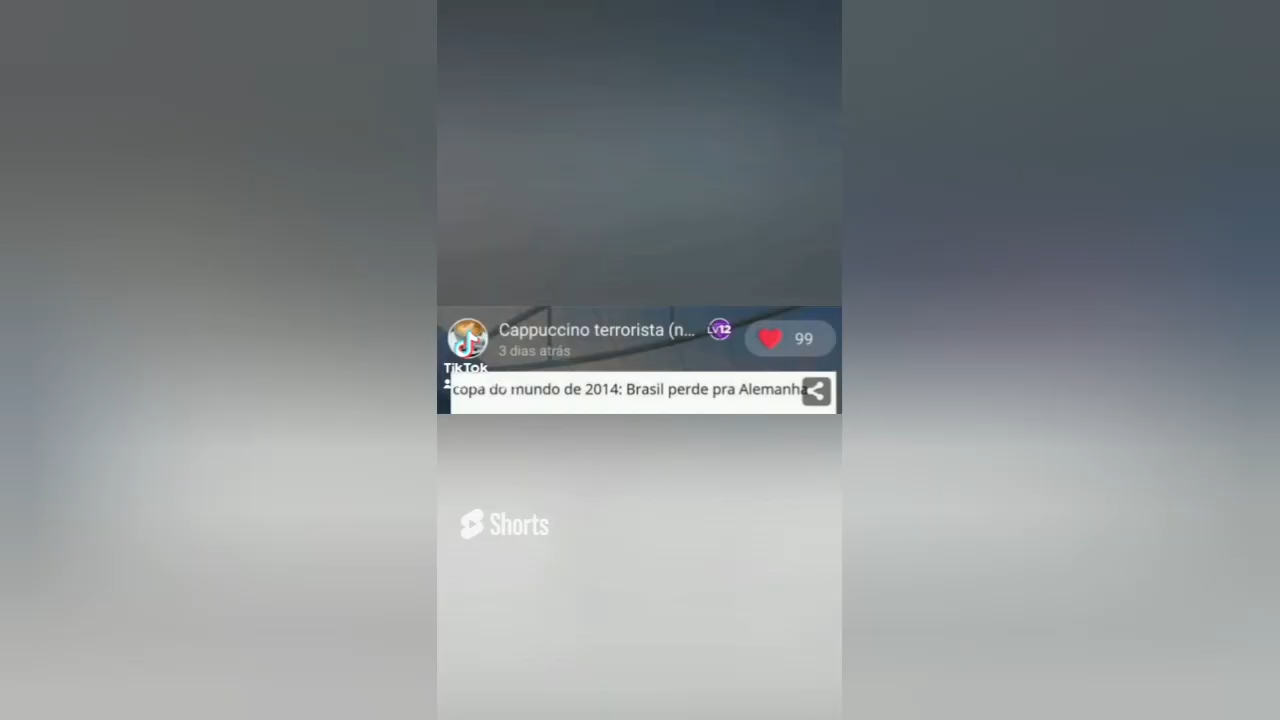 Cappuccino terrorista (n...
LV12
99
3 dias atrás
TikTok
copa do mundo de 2014: Brasil perde pra Alemanha
Shorts